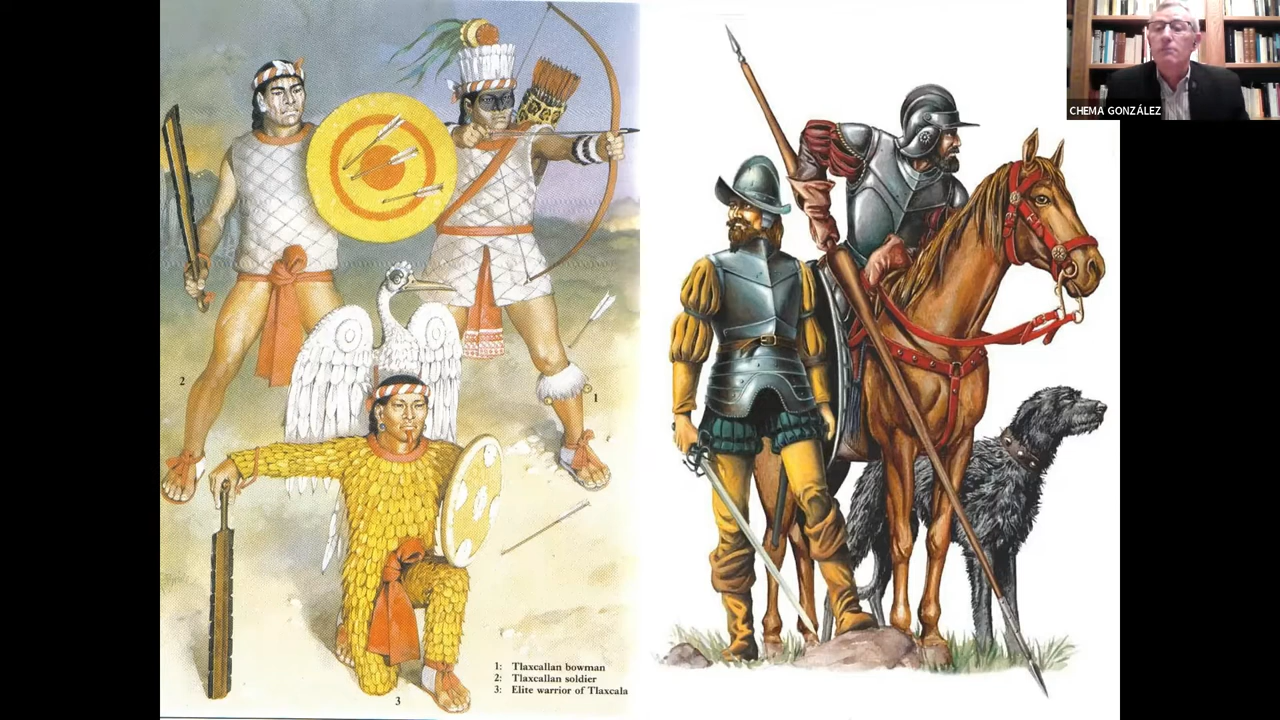 CHEMA GONZÁLEZ
2
1
1: Tlaxcallan bowman
2: Tlaxcallan soldier
3: Elite warrior of Tlaxcala
3